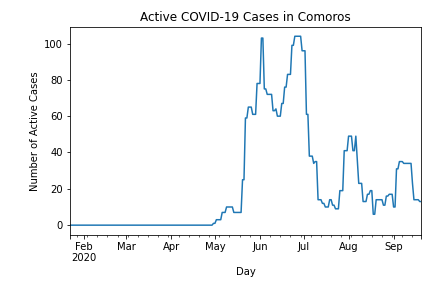 Active COVID-19 Cases in Comoros
Number of Active Cases
100
80
60
40
20
0
Feb Mar Apr May Jun Jul Aug Sep
2020
Day